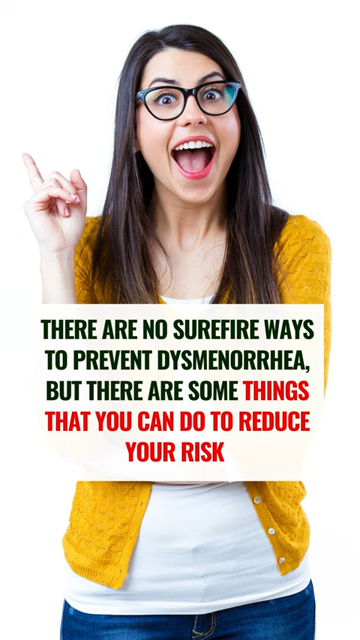 THERE ARE NO SUREFIRE WAYS
TO PREVENT DYSMENORRHEA,
BUT THERE ARE SOME THINGS
THAT YOU CAN DO TO REDUCE
YOUR RISK